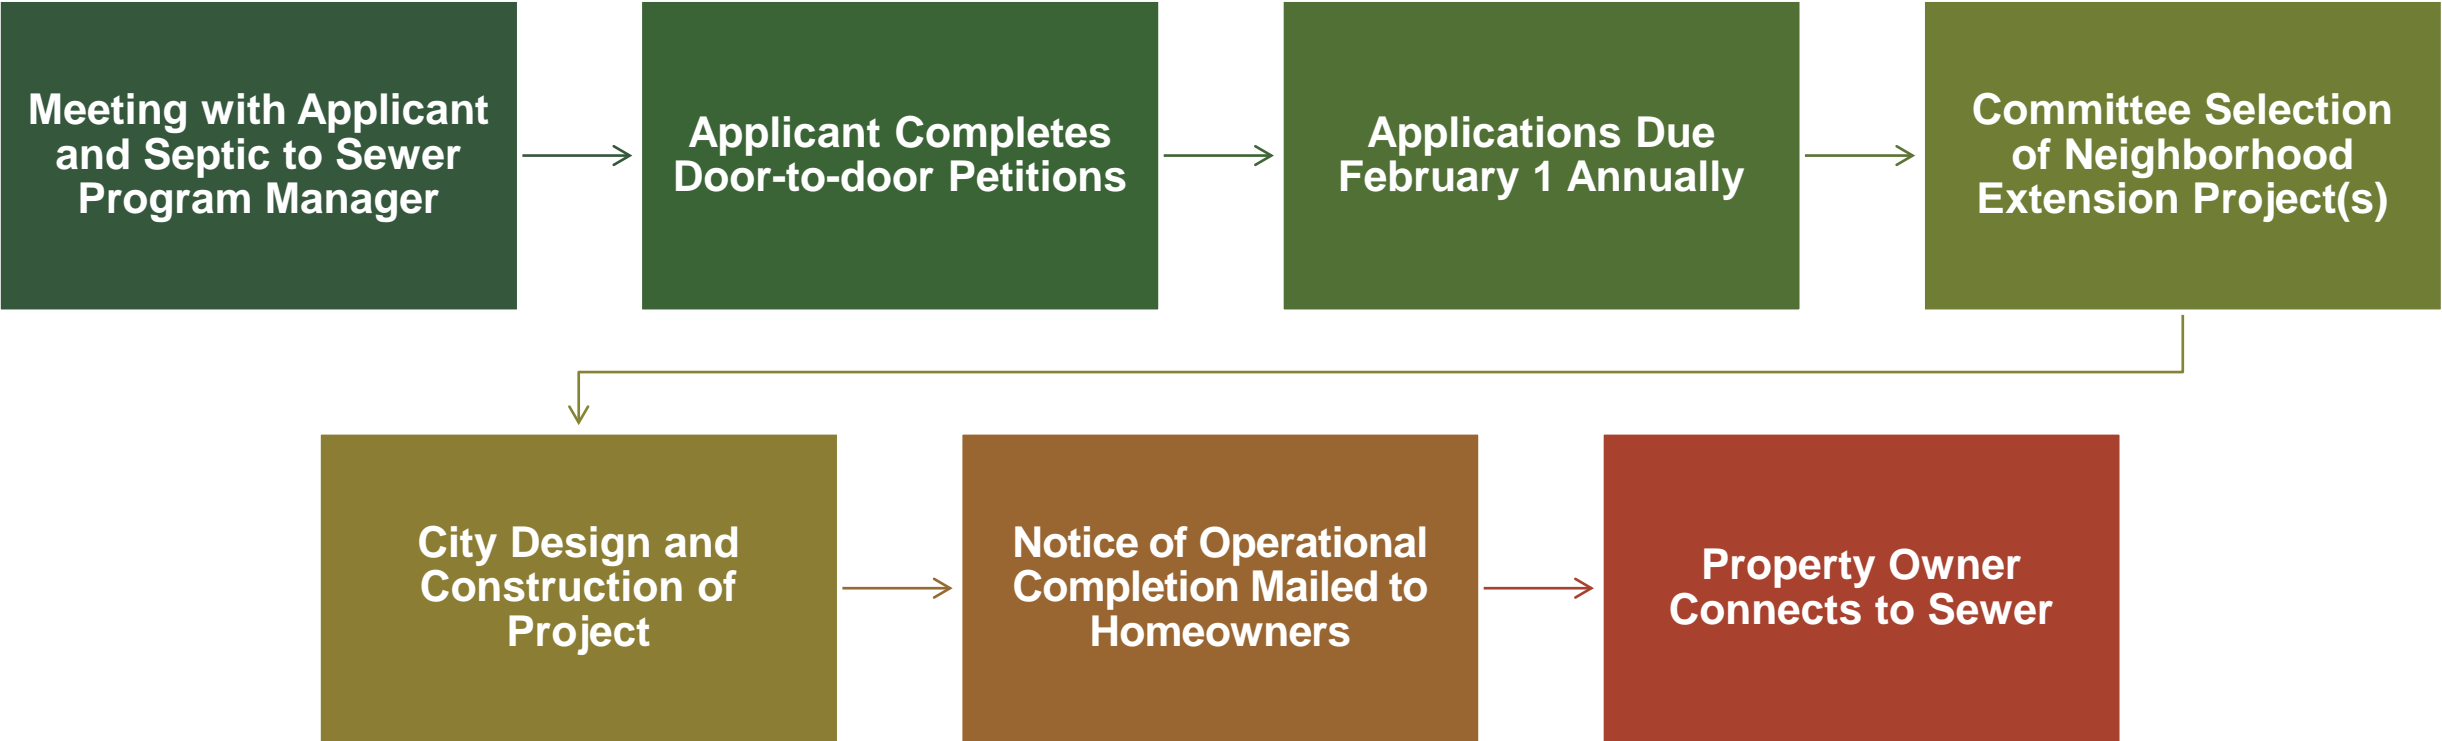 Meeting with Applicant
and Septic to Sewer
Program Manager
Applicant Completes
Door-to-door Petitions
Applications Due
February 1 Annually
Committee Selection
of Neighborhood
Extension Project(s)
City Design and
Construction of
Project
Notice of Operational
Completion Mailed to
Homeowners
Property Owner
Connects to Sewer